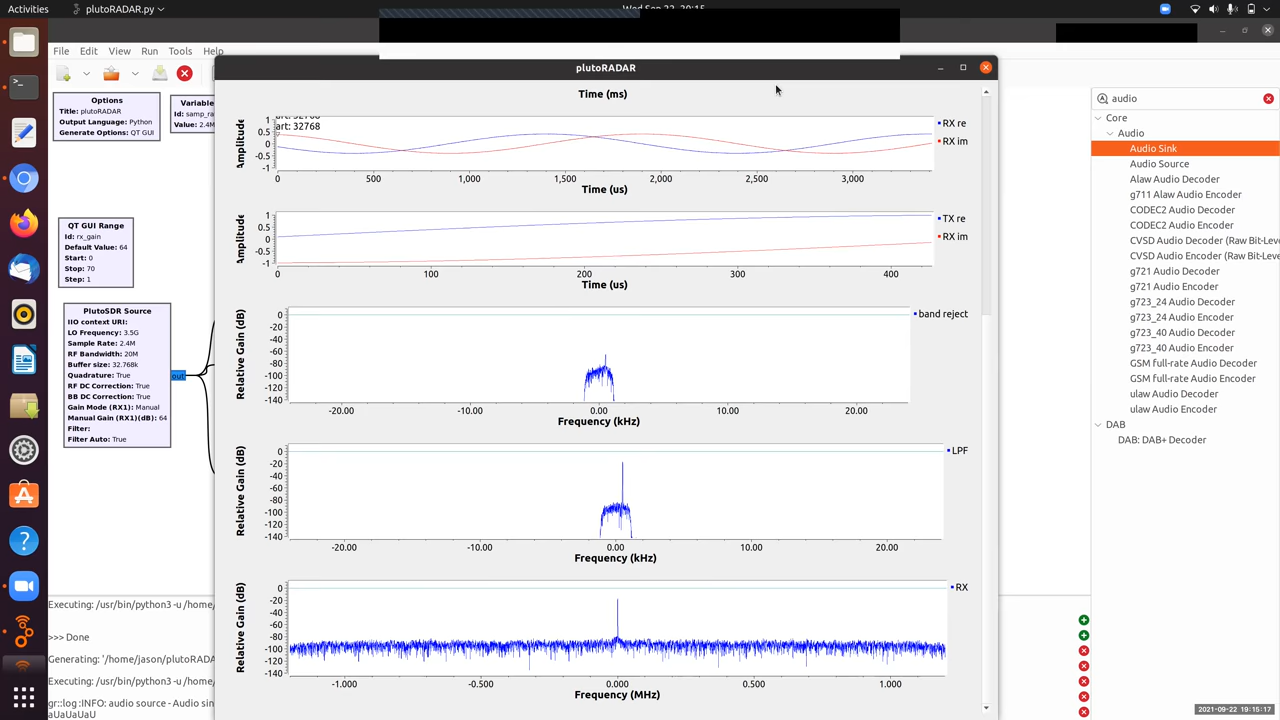 Activities
plutoRADAR.py
Wed Sep 22, 20:15
File Edit View Run Tools Help
Options
Title: plutoRADAR
Output Language: Python
Generate Options: QT GUI
Variab
Id: samp_ra
Value: 2.4M
QT GUI Range
Id: rx_gain
Default Value: 64
Start: 0
Stop: 70
Step: 1
PlutoSDR Source
IIO context URI:
LO Frequency: 3.5G
Sample Rate: 2.4M
RF Bandwidth: 20M
Buffer size: 32.768k
Quadrature: True
RF DC Correction: True
BB DC Correction: True
Gain Mode (RX1): Manual
Manual Gain (RX1)(dB): 64
Filter:
Filter Auto: True
out
Executing: /usr/bin/python3 -u /home/
>>> Done
Generating: '/home/jason/plutoRADA
Executing: /usr/bin/python3 -u /home/
gr::log :INFO: audio source - Audio sin
aUaUaUaU
plutoRADAR
Time (ms)
art: 32768
Amplitude
1
0.5
0
-0.5
-1
RX re
RX im
0 500 1,000 1,500 2,000 2,500 3,000
Time (us)
Amplitude
1
0.5
0
-0.5
-1
TX re
RX im
0 100 200 300 400
Time (us)
Relative Gain (dB)
0
-20
-40
-60
-80
-100
-120
-140
band reject
-20.00 -10.00 0.00 10.00 20.00
Frequency (kHz)
Relative Gain (dB)
0
-20
-40
-60
-80
-100
-120
-140
LPF
-20.00 -10.00 0.00 10.00 20.00
Frequency (kHz)
Relative Gain (dB)
0
-20
-40
-60
-80
-100
-120
-140
RX
-1.000 -0.500 0.000 0.500 1.000
Frequency (MHz)
audio
Core
Audio
Audio Sink
Audio Source
Alaw Audio Decoder
g711 Alaw Audio Encoder
CODEC2 Audio Decoder
CODEC2 Audio Encoder
CVSD Audio Decoder (Raw Bit-Leve
CVSD Audio Encoder (Raw Bit-Leve
g721 Audio Decoder
g721 Audio Encoder
g723_24 Audio Decoder
g723_24 Audio Encoder
g723_40 Audio Decoder
g723_40 Audio Encoder
GSM full-rate Audio Decoder
GSM full-rate Audio Encoder
ulaw Audio Decoder
ulaw Audio Encoder
DAB
DAB: DAB+ Decoder
2021-09-22 19:15:17